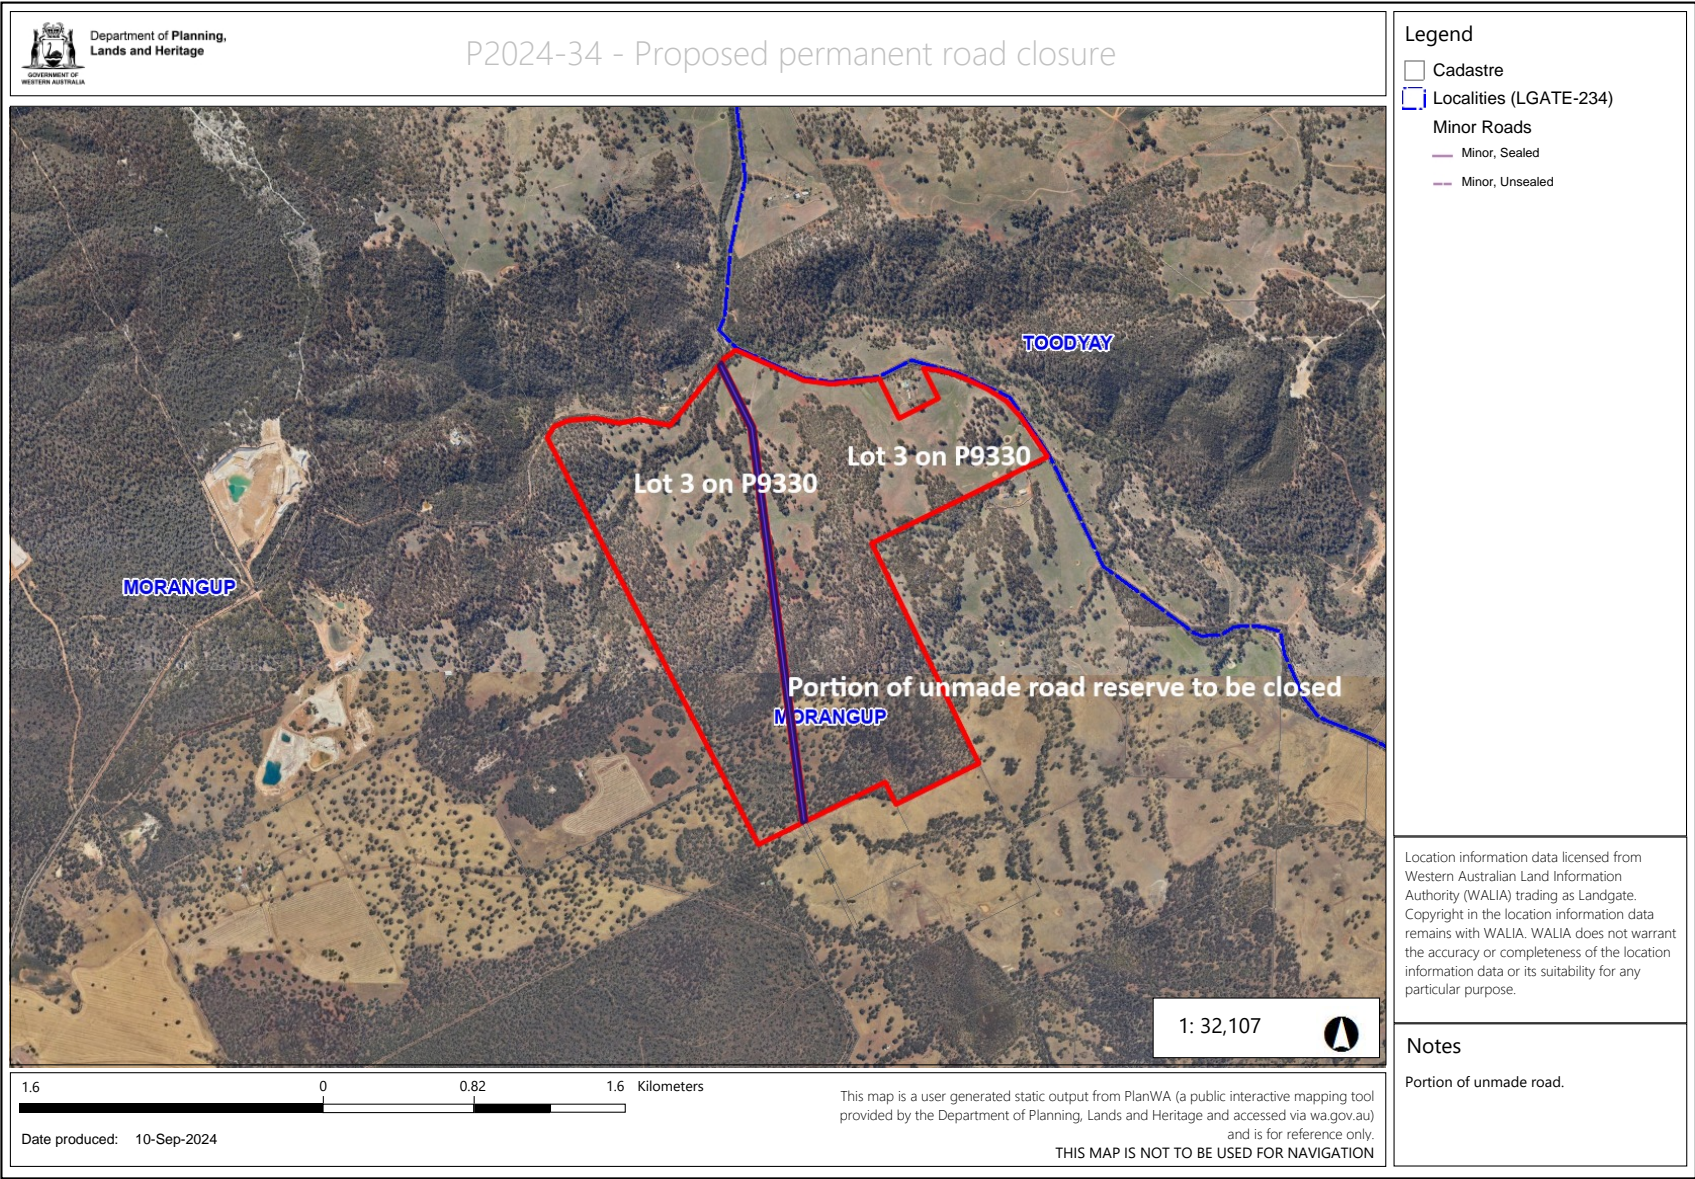 Department of Planning,
Lands and Heritage
GOVERNMENT OF
WESTERN AUSTRALIA
P2024-34 - Proposed permanent road closure
Legend
Cadastre
Localities (LGATE-234)
Minor Roads
Minor, Sealed
Minor, Unsealed
TOODYAY
Lot 3 on P9330
Lot 3 on P9330
MORANGUP
Portion of unmade road reserve to be closed
MORANGUP
1: 32,107
Location information data licensed from
Western Australian Land Information
Authority (WALIA) trading as Landgate.
Copyright in the location information data
remains with WALIA. WALIA does not warrant
the accuracy or completeness of the location
information data or its suitability for any
particular purpose.
Notes
Portion of unmade road.
1.6 0 0.82 1.6 Kilometers
Date produced: 10-Sep-2024
This map is a user generated static output from PlanWA (a public interactive mapping tool
provided by the Department of Planning, Lands and Heritage and accessed via wa.gov.au)
and is for reference only.
THIS MAP IS NOT TO BE USED FOR NAVIGATION